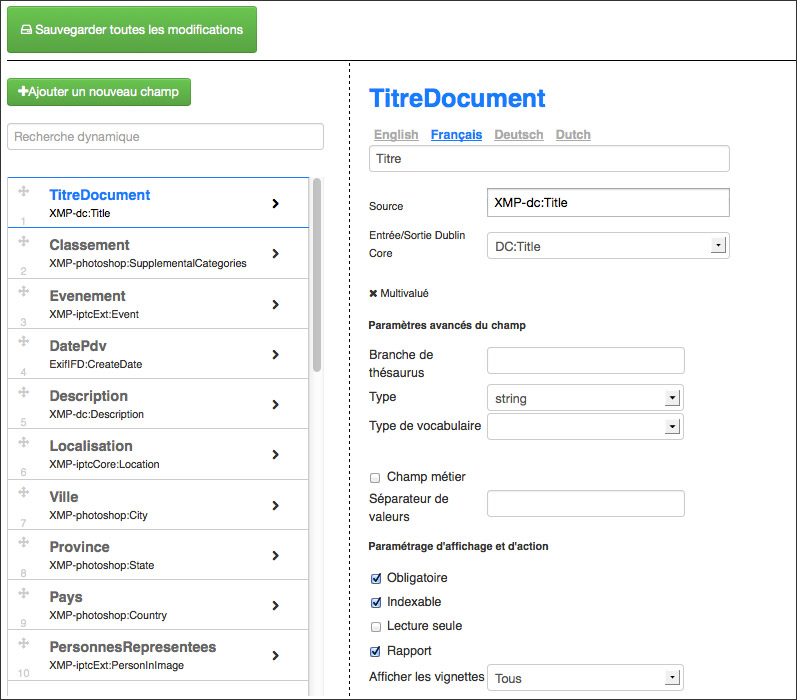 Sauvegarder toutes les modifications
Ajouter un nouveau champ
Recherche dynamique
TitreDocument
XMP-dc:Title
1
Classement
XMP-photoshop:SupplementalCategories
2
Evenement
XMP-iptcExt:Event
3
DatePdv
ExifIFD:CreateDate
4
Description
XMP-dc:Description
5
Localisation
XMP-iptcCore:Location
6
Ville
XMP-photoshop:City
7
Province
XMP-photoshop:State
8
Pays
XMP-photoshop:Country
9
PersonnesRepresentees
XMP-iptcExt:PersonInImage
10
TitreDocument
English Français Deutsch Dutch
Titre
Source XMP-dc:Title
Entrée/Sortie Dublin
Core
DC:Title
Multivalué
Paramètres avancés du champ
Branche de
thésaurus
Type string
Type de vocabulaire
Champ métier
Séparateur de
valeurs
Paramétrage d'affichage et d'action
Obligatoire
Indexable
Lecture seule
Rapport
Afficher les vignettes Tous